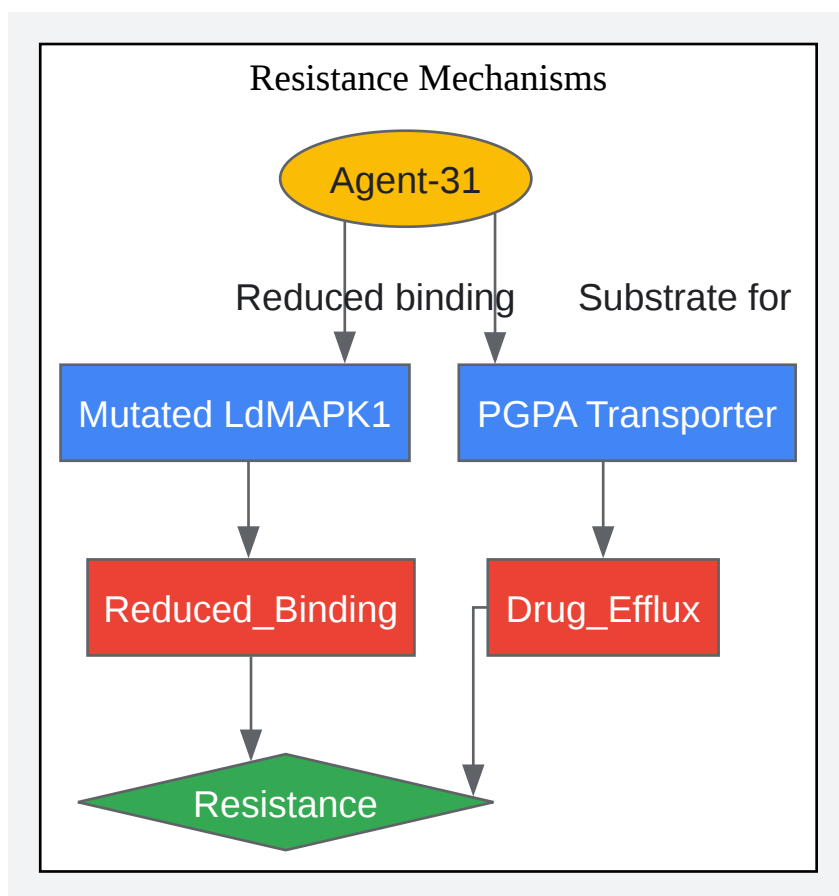 Resistance Mechanisms
Agent-31
Reduced binding
Substrate for
Mutated LdMAPK1
PGPA Transporter
Reduced_Binding
Drug_Efflux
Resistance